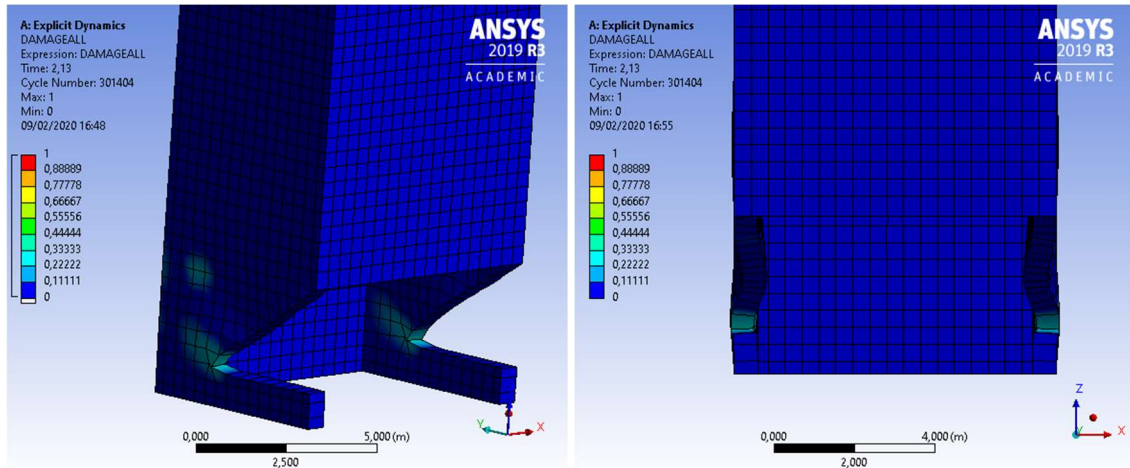 A: Explicit Dynamics
DAMAGEALL
Expression: DAMAGEALL
Time: 2,13
Cycle Number: 301404
Max: 1
Min: 0
09/02/2020 16:48
ANSYS
2019 R3
ACADEMIC
1
0,88889
0,77778
0,66667
0,55556
0,44444
0,33333
0,22222
0,11111
0
0,000
5,000 (m)
2,500
Y
X
A: Explicit Dynamics
DAMAGEALL
Expression: DAMAGEALL
Time: 2,13
Cycle Number: 301404
Max: 1
Min: 0
09/02/2020 16:55
ANSYS
2019 R3
ACADEMIC
1
0,88889
0,77778
0,66667
0,55556
0,44444
0,33333
0,22222
0,11111
0
0,000
4,000 (m)
2,000
Z
Y
X